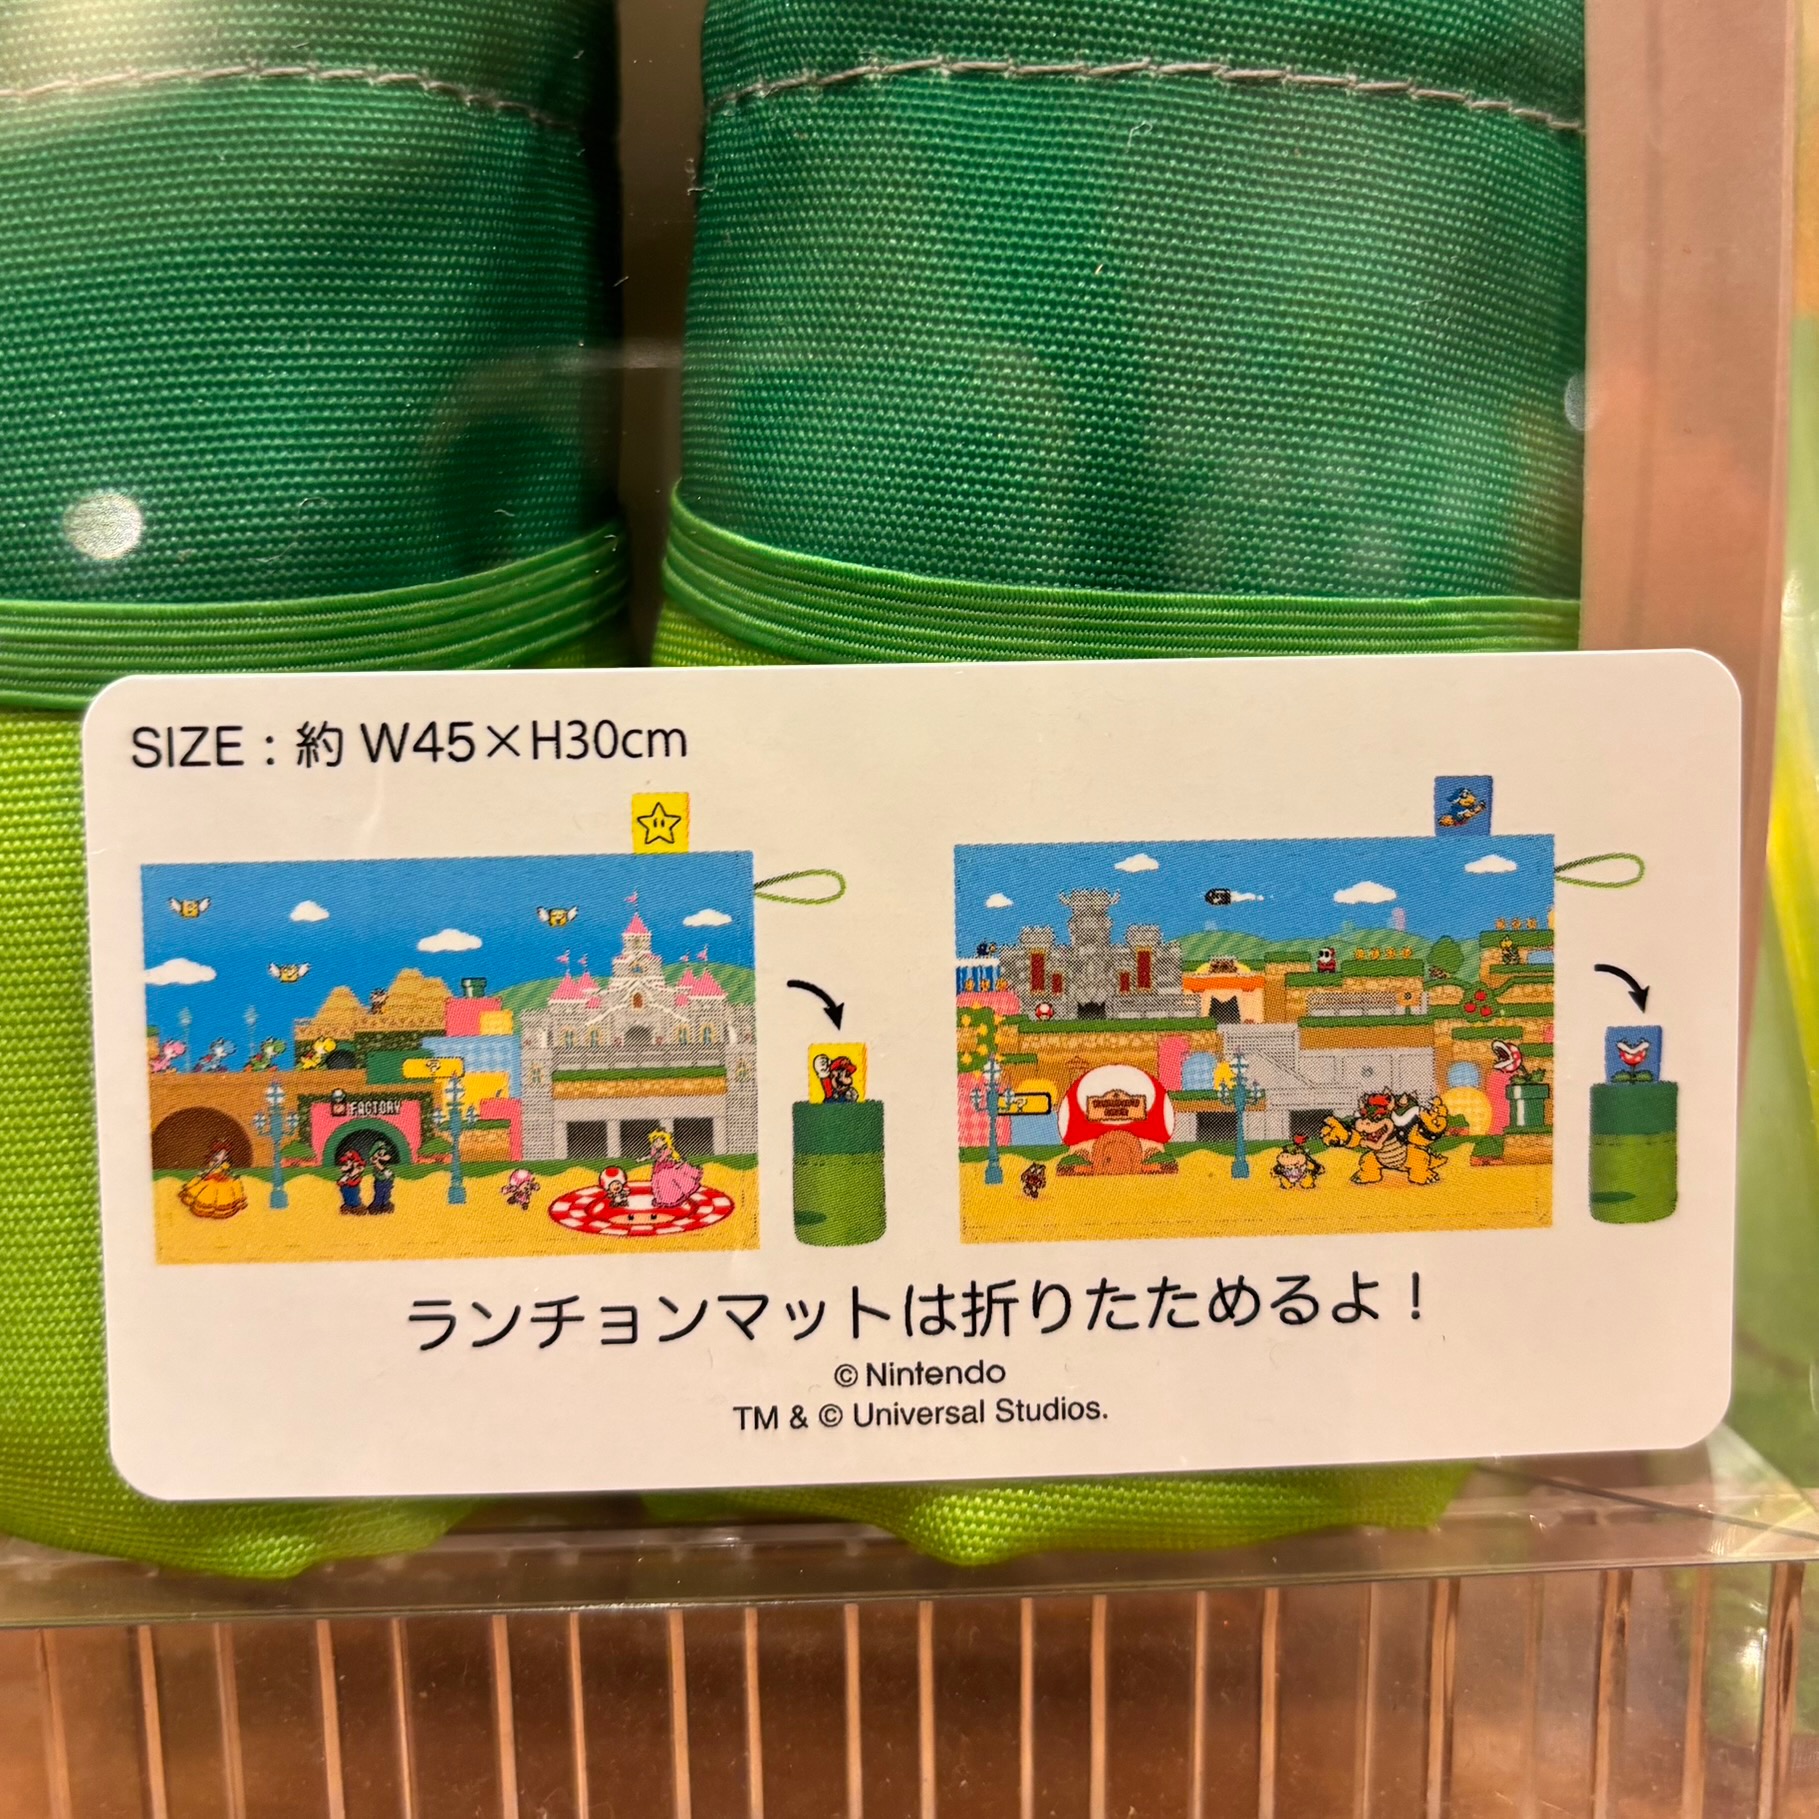 SIZE：約 W45×H30cm
FACTORY
ランチョンマットは折りたためるよ！
© Nintendo
TM & © Universal Studios.